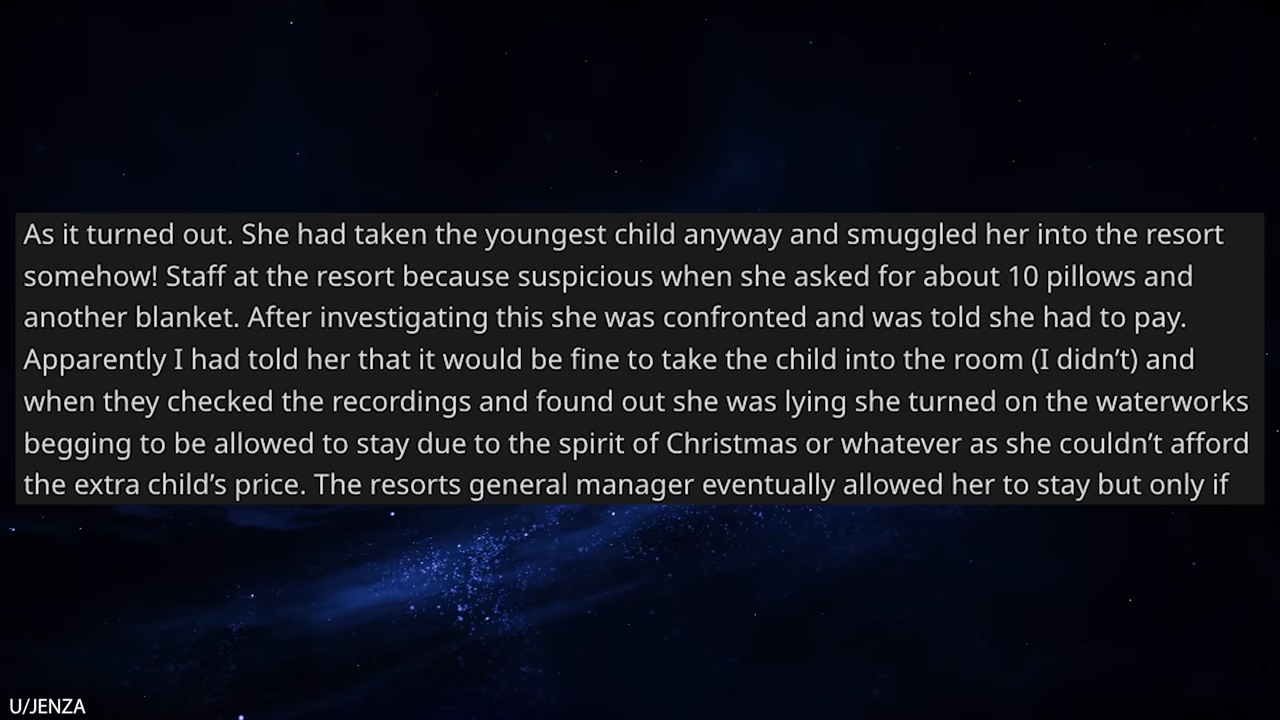 As it turned out. She had taken the youngest child anyway and smuggled her into the resort
somehow! Staff at the resort because suspicious when she asked for about 10 pillows and
another blanket. After investigating this she was confronted and was told she had to pay.
Apparently I had told her that it would be fine to take the child into the room (I didn’t) and
when they checked the recordings and found out she was lying she turned on the waterworks
begging to be allowed to stay due to the spirit of Christmas or whatever as she couldn’t afford
the extra child’s price. The resorts general manager eventually allowed her to stay but only if
U/JENZA